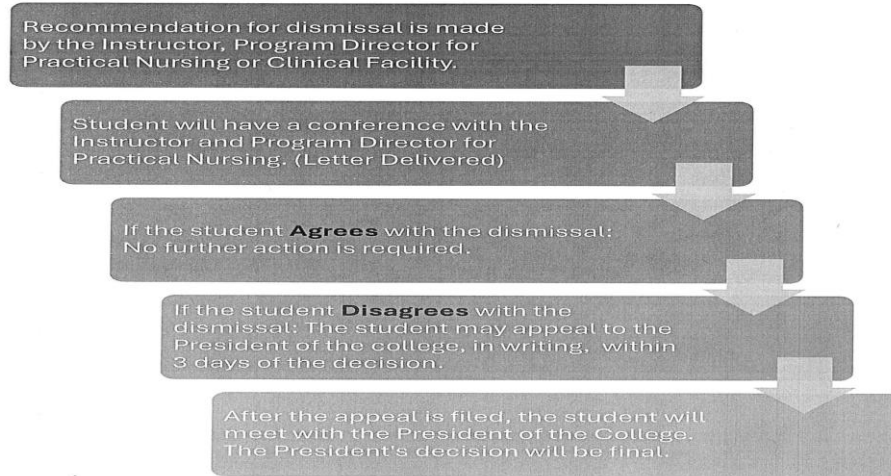 Recommendation for dismissal is made
by the Instructor, Program Director for
Practical Nursing or Clinical Facility.
Student will have a conference with the
Instructor and Program Director for
Practical Nursing. (Letter Delivered)
If the student Agrees with the dismissal:
No further action is required.
If the student Disagrees with the
dismissal: The student may appeal to the
President of the college, in writing, within
3 days of the decision.
After the appeal is filed, the student will
meet with the President of the College.
The President's decision will be final.